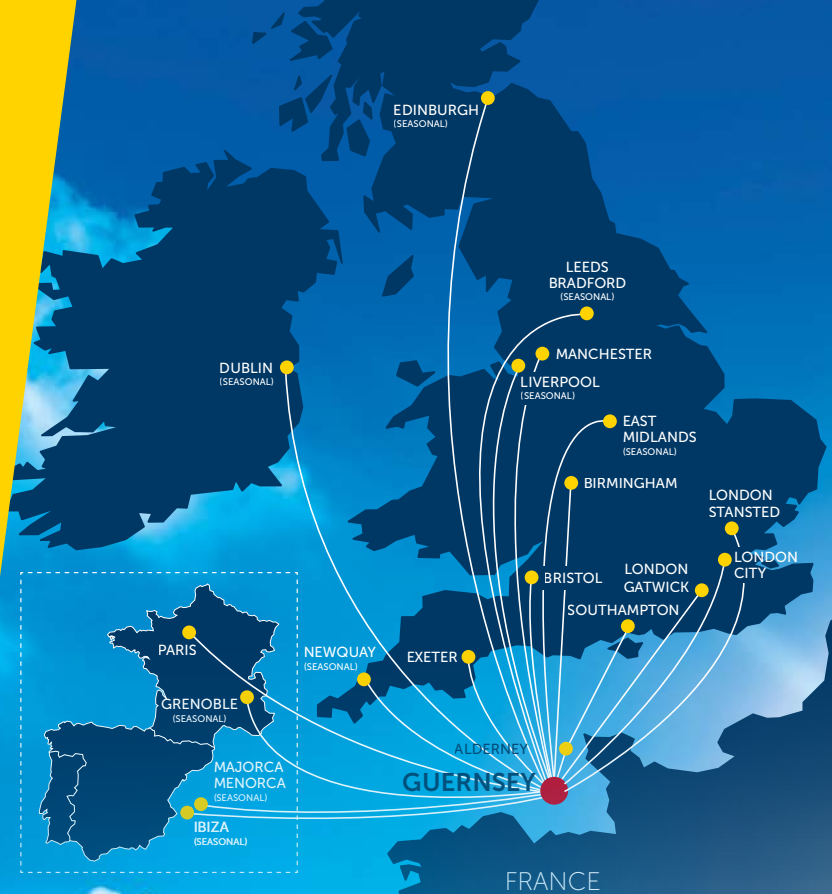 EDINBURGH
(SEASONAL)
LEEDS
BRADFORD
(SEASONAL)
MANCHESTER
DUBLIN
(SEASONAL)
LIVERPOOL
(SEASONAL)
EAST
MIDLANDS
(SEASONAL)
BIRMINGHAM
LONDON
STANSTED
LONDON
CITY
LONDON
GATWICK
BRISTOL
SOUTHAMPTON
NEWQUAY
(SEASONAL)
EXETER
PARIS
GRENOBLE
(SEASONAL)
ALDERNEY
GUERNSEY
MAJORCA
MENORCA
(SEASONAL)
IBIZA
(SEASONAL)
FRANCE